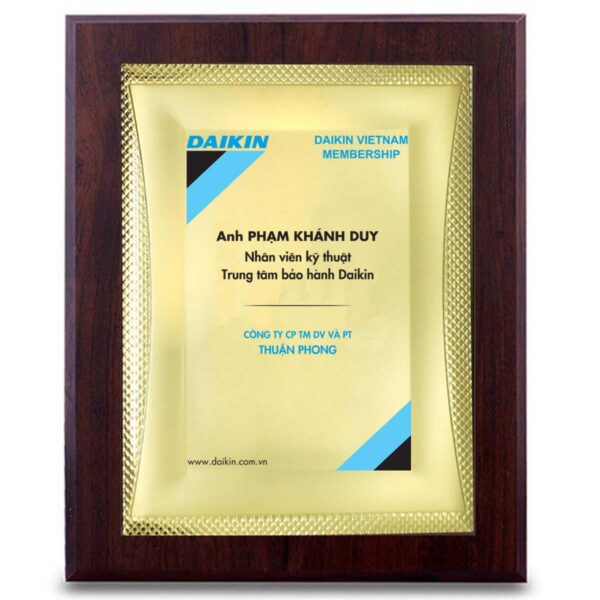 DAIKIN
DAIKIN VIETNAM
MEMBERSHIP
Anh PHẠM KHÁNH DUY
Nhân viên kỹ thuật
Trung tâm bảo hành Daikin
CÔNG TY CP TM DV VÀ PT
THUẬN PHONG
www.daikin.com.vn